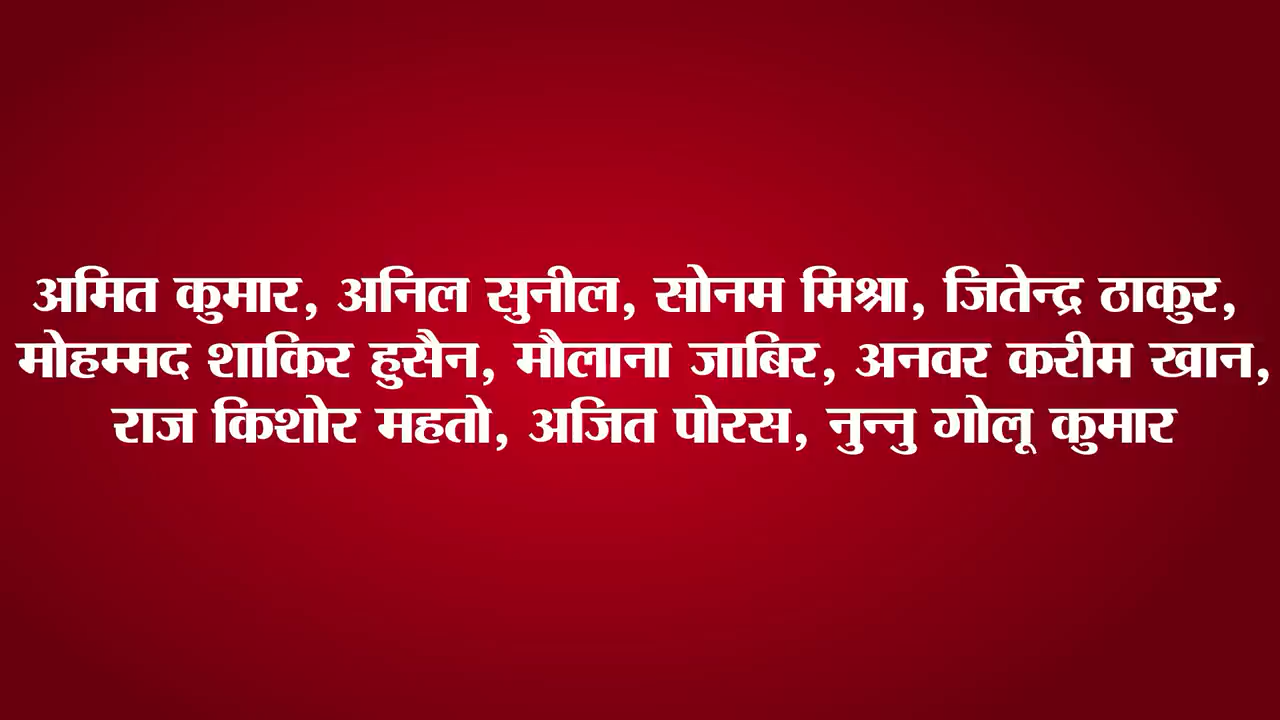 अमित कुमार, अनिल सुनील, सोनम मिश्रा, जितेन्द्र ठाकुर,
मोहम्मद शाकिर हुसैन, मौलाना जाबिर, अनवर करीम खान,
राज किशोर महतो, अजित पोरस, नुन्नु गोलू कुमार